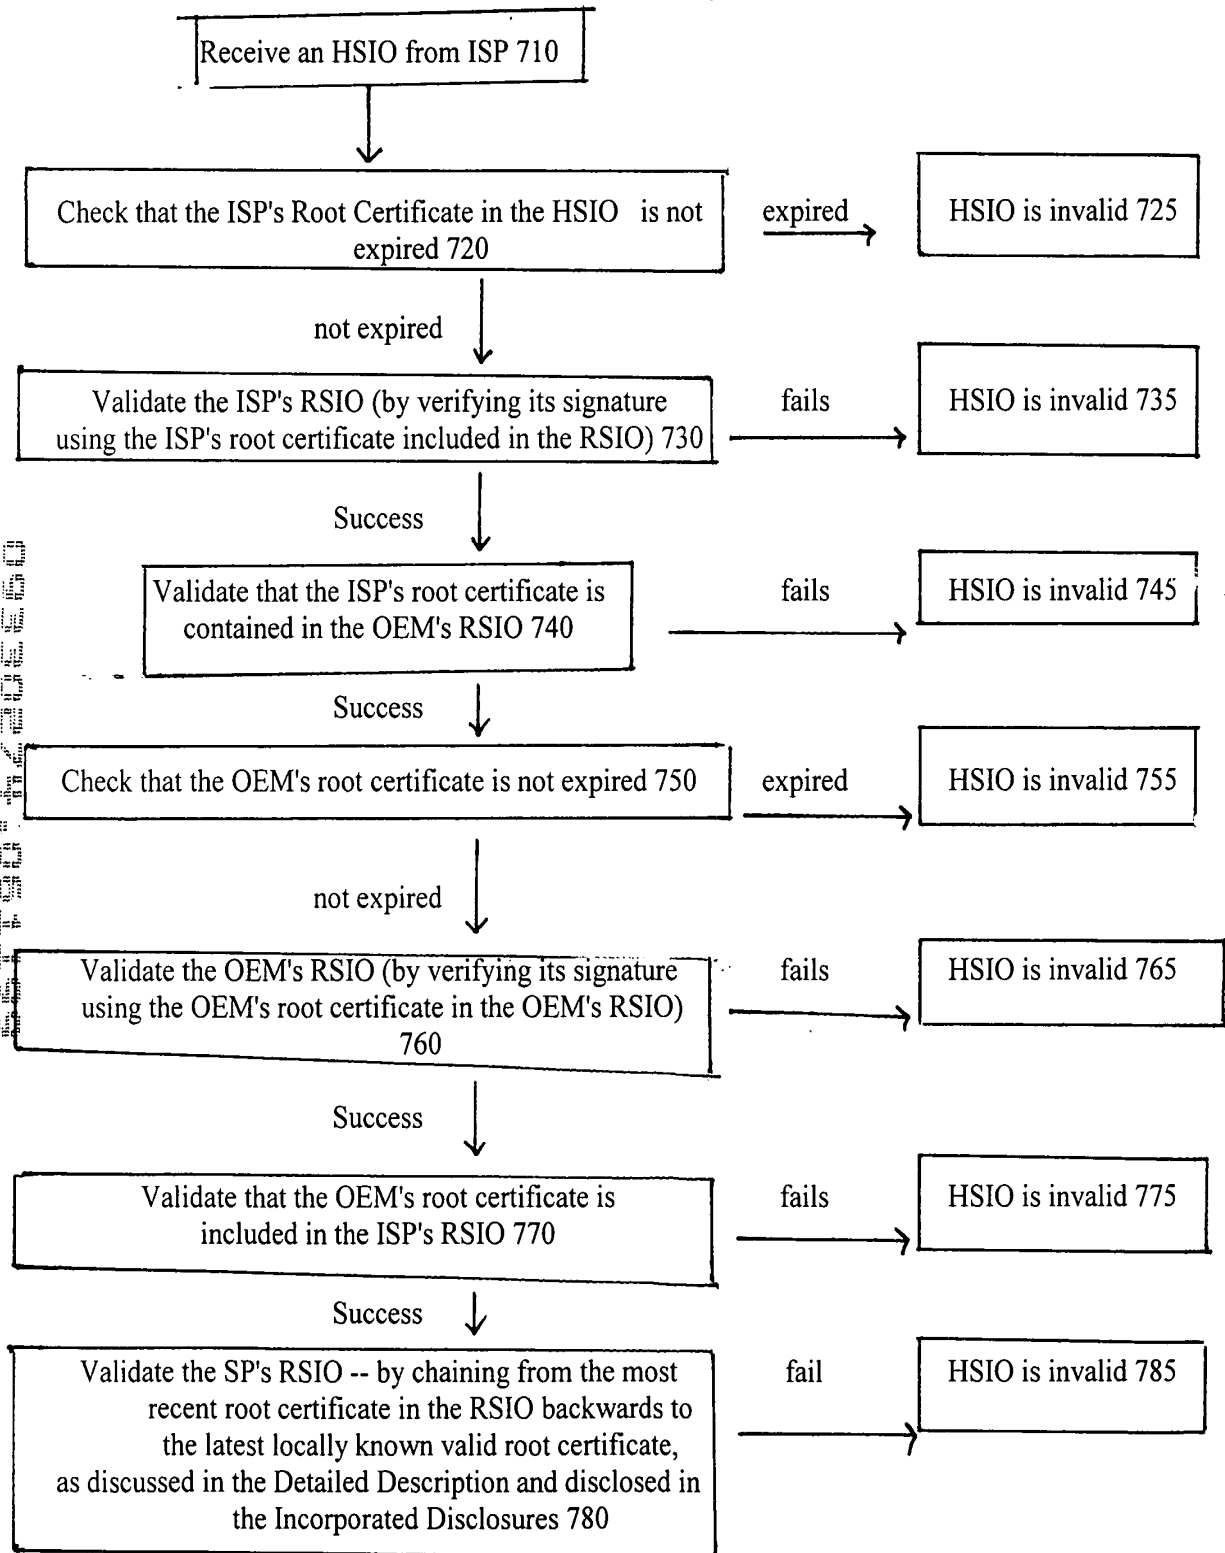 Receive an HSIO from ISP 710
Check that the ISP's Root Certificate in the HSIO is not
expired 720
expired
HSIO is invalid 725
not expired
Validate the ISP's RSIO (by verifying its signature
using the ISP's root certificate included in the RSIO) 730
fails
HSIO is invalid 735
Success
Validate that the ISP's root certificate is
contained in the OEM's RSIO 740
fails
HSIO is invalid 745
Success
Check that the OEM's root certificate is not expired 750
expired
HSIO is invalid 755
not expired
Validate the OEM's RSIO (by verifying its signature
using the OEM's root certificate in the OEM's RSIO)
760
fails
HSIO is invalid 765
Success
Validate that the OEM's root certificate is
included in the ISP's RSIO 770
fails
HSIO is invalid 775
Success
Validate the SP's RSIO -- by chaining from the most
recent root certificate in the RSIO backwards to
the latest locally known valid root certificate,
as discussed in the Detailed Description and disclosed in
the Incorporated Disclosures 780
fail
HSIO is invalid 785